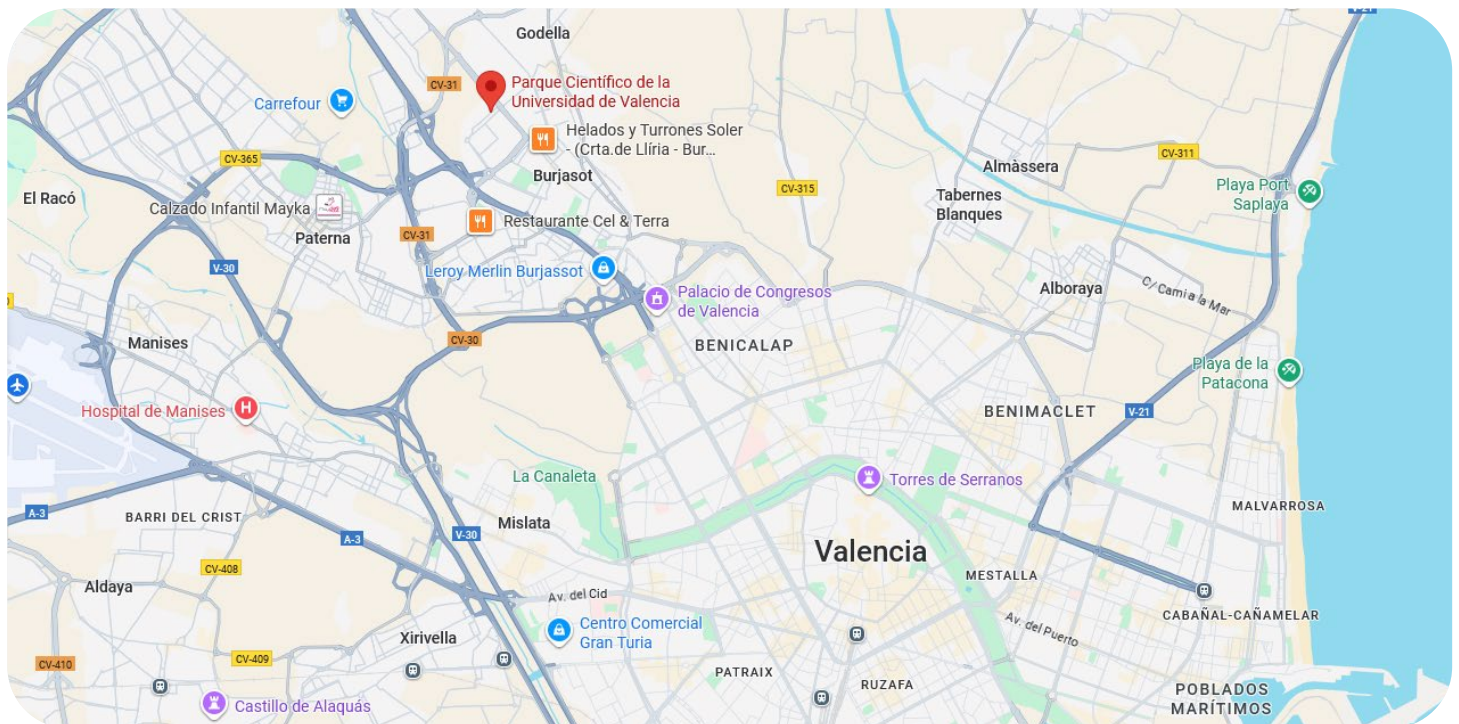 V-21
Godella
CV-31
Parque Científico de la
Universidad de Valencia
Carrefour
Helados y Turrones Soler
- (Crta.de Llíria - Bur...
CV-365
Almàssera
CV-311
Burjasot
El Racó
CV-315
Tabernes
Blanques
Playa Port
Saplaya
Calzado Infantil Mayka
Restaurante Cel & Terra
Paterna
CV-31
V-30
Leroy Merlin Burjassot
Palacio de Congresos
de Valencia
Alboraya
C/ Camí a la Mar
Manises
CV-30
BENICALAP
Playa de la
Patacona
Hospital de Manises
H
BENIMACLET
V-21
La Canaleta
Torres de Serranos
A-3
BARRI DEL CRIST
Mislata
V-30
A-3
MALVARROSA
Valencia
CV-408
MESTALLA
Aldaya
Av. del Cid
CABAÑAL-CAÑAMELAR
Centro Comercial
Gran Turia
Av. del Puerto
Xirivella
CV-410
CV-409
PATRAIX
RUZAFA
POBLADOS
MARÍTIMOS
Castillo de Alaquás